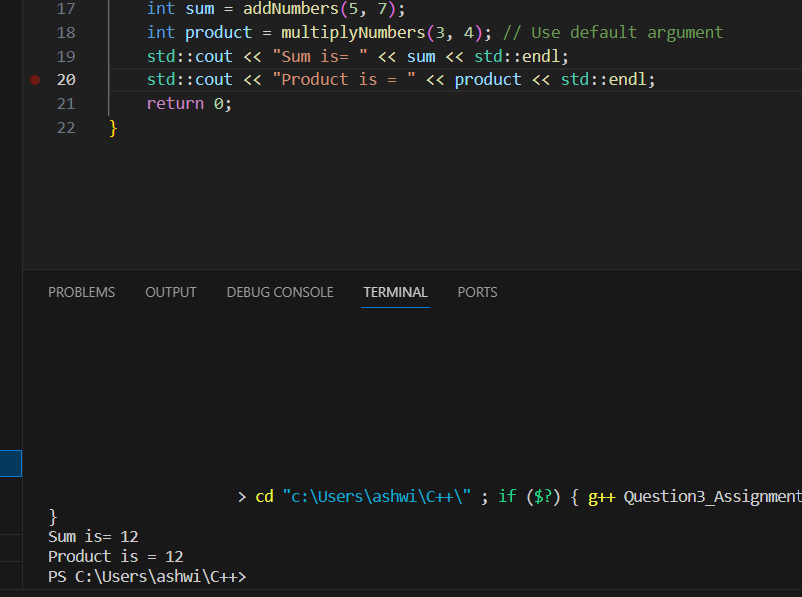 17 int sum = addNumbers(5, 7);
18 int product = multiplyNumbers(3, 4); // Use default argument
19 std::cout << "Sum is= " << sum << std::endl;
20 std::cout << "Product is = " << product << std::endl;
21 return 0;
22 }
PROBLEMS OUTPUT DEBUG CONSOLE TERMINAL PORTS
> cd "c:\Users\ashwi\C++\" ; if ($?) { g++ Question3_Assignment
}
Sum is= 12
Product is = 12
PS C:\Users\ashwi\C++>